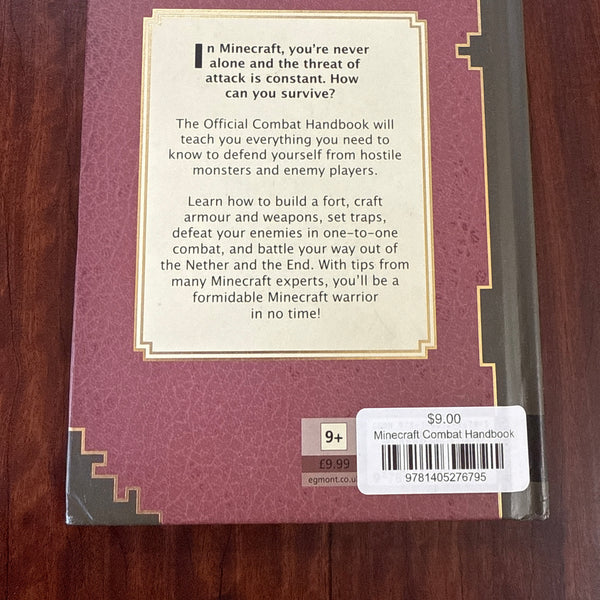 In Minecraft, you're never
alone and the threat of
attack is constant. How
can you survive?
The Official Combat Handbook will
teach you everything you need to
know to defend yourself from hostile
monsters and enemy players.
Learn how to build a fort, craft
armour and weapons, set traps,
defeat your enemies in one-to-one
combat, and battle your way out of
the Nether and the End. With tips from
many Minecraft experts, you'll be a
formidable Minecraft warrior
in no time!
9+
£9.99
egmont.co.u
$9.00
Minecraft Combat Handbook
9781405276795